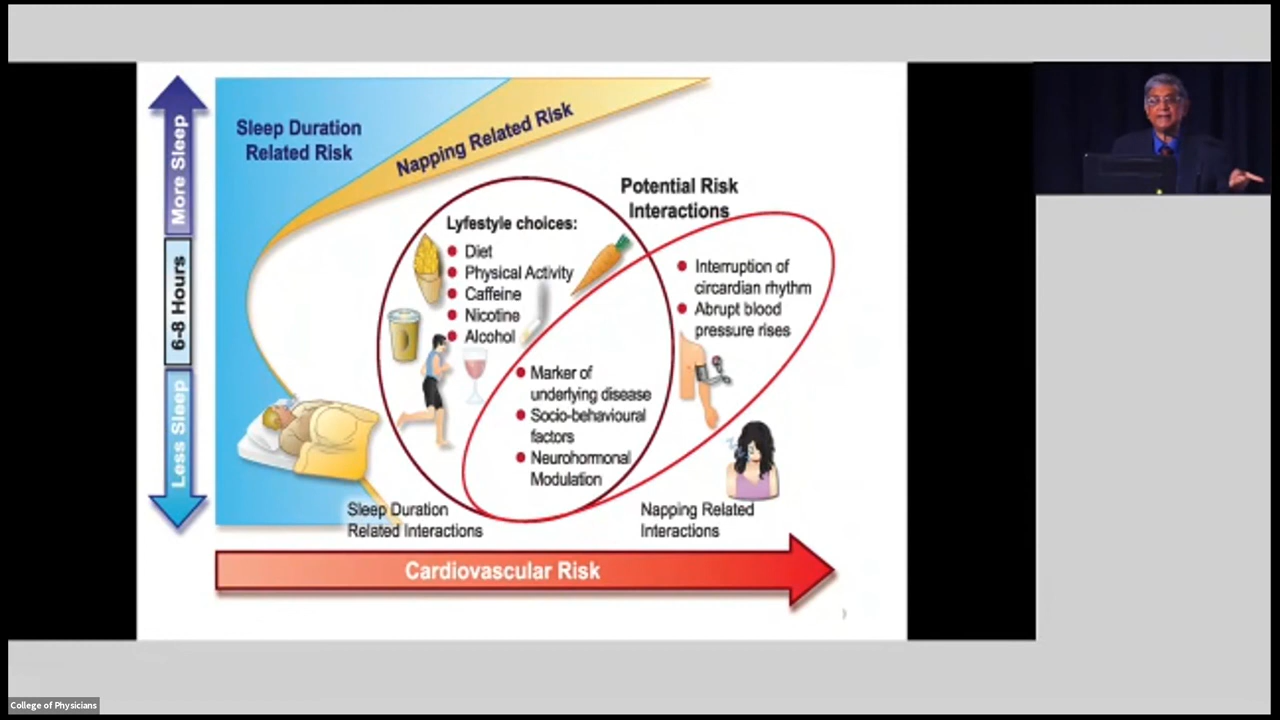 More Sleep
6-8 Hours
Less Sleep
Sleep Duration
Related Risk
Napping Related Risk
Potential Risk
Interactions
Lyfestyle choices:
Diet
Physical Activity
Caffeine
Nicotine
Alcohol
Interruption of
circardian rhythm
Abrupt blood
pressure rises
Marker of
underlying disease
Socio-behavioural
factors
Neurohormonal
Modulation
Sleep Duration
Related Interactions
Napping Related
Interactions
Cardiovascular Risk
College of Physicians